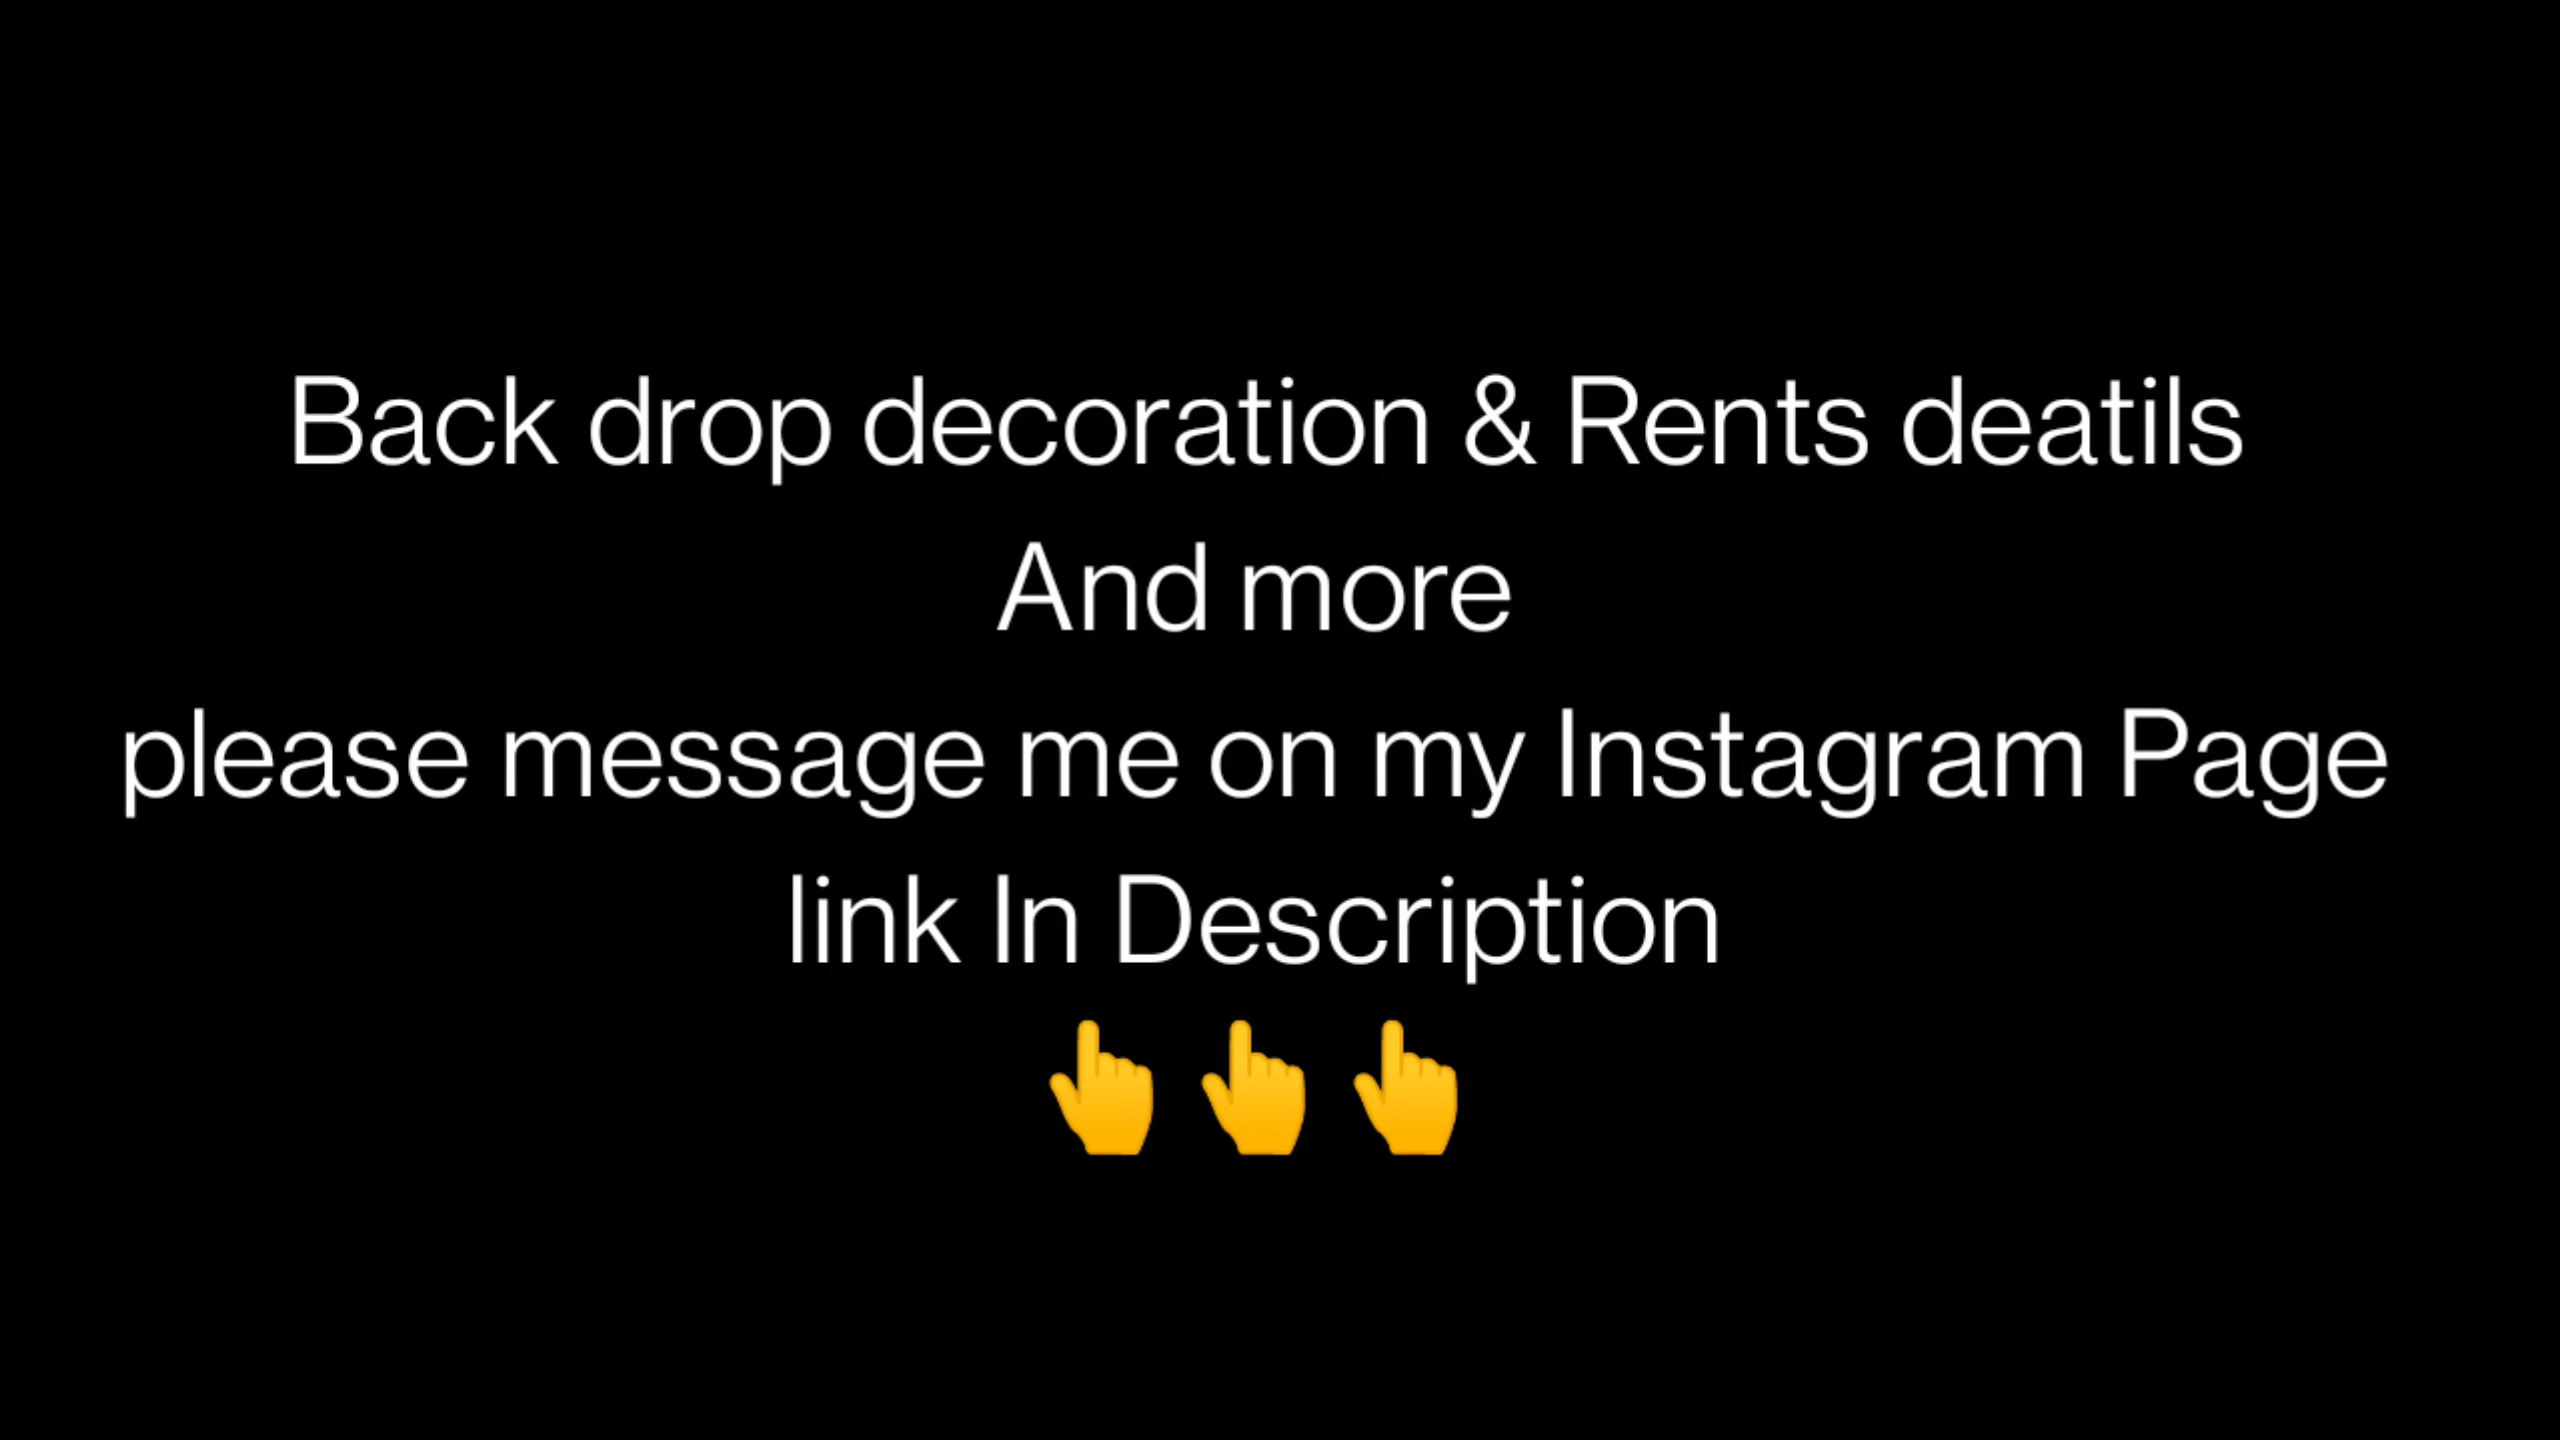 Back drop decoration & Rents deatils
And more
please message me on my Instagram Page
link In Description
👆👆👆